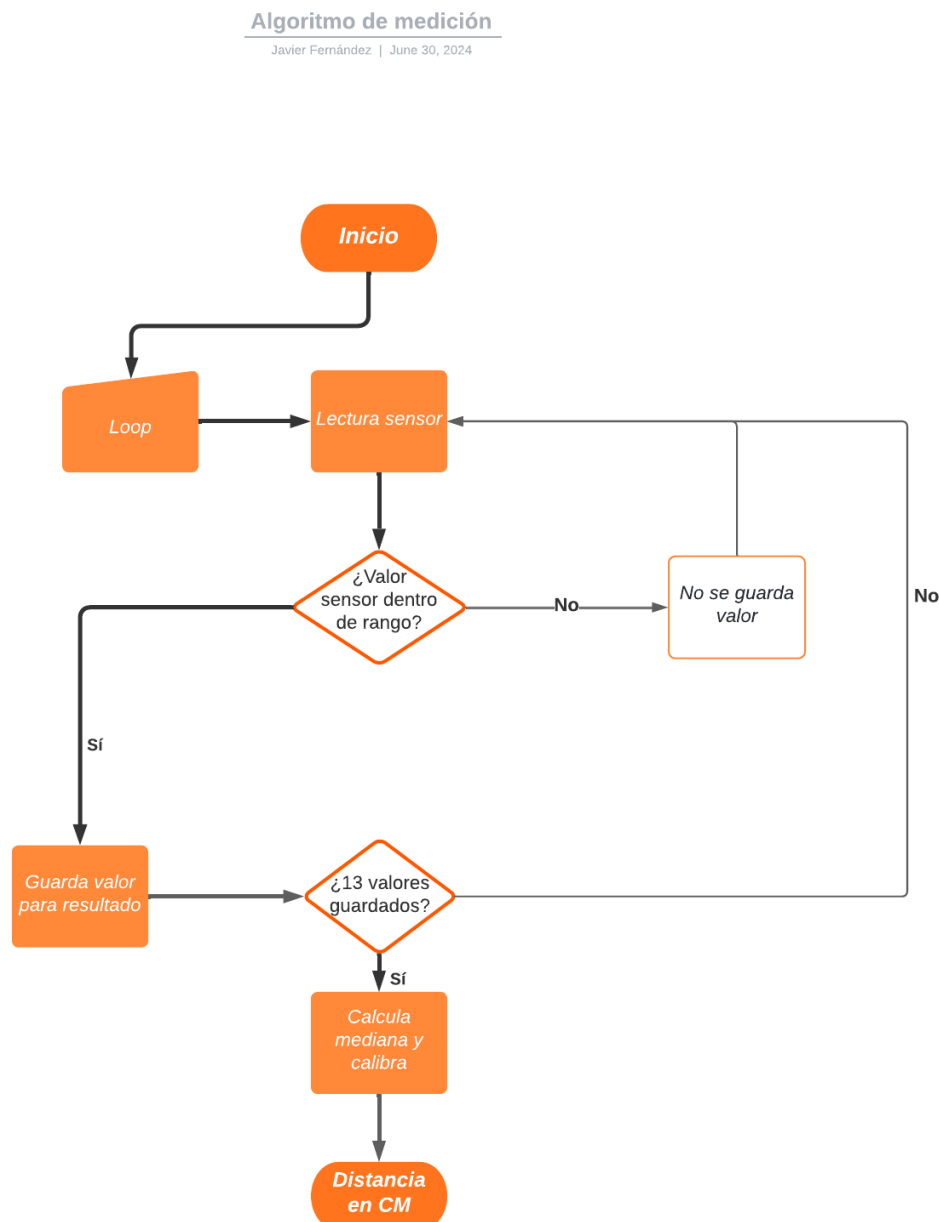 Algoritmo de medición
Javier Fernández | June 30, 2024
Inicio
Loop
Lectura sensor
¿Valor
sensor dentro
de rango?
No
No se guarda
valor
No
Sí
Guarda valor
para resultado
¿13 valores
guardados?
Sí
Calcula
mediana y
calibra
Distancia
en CM